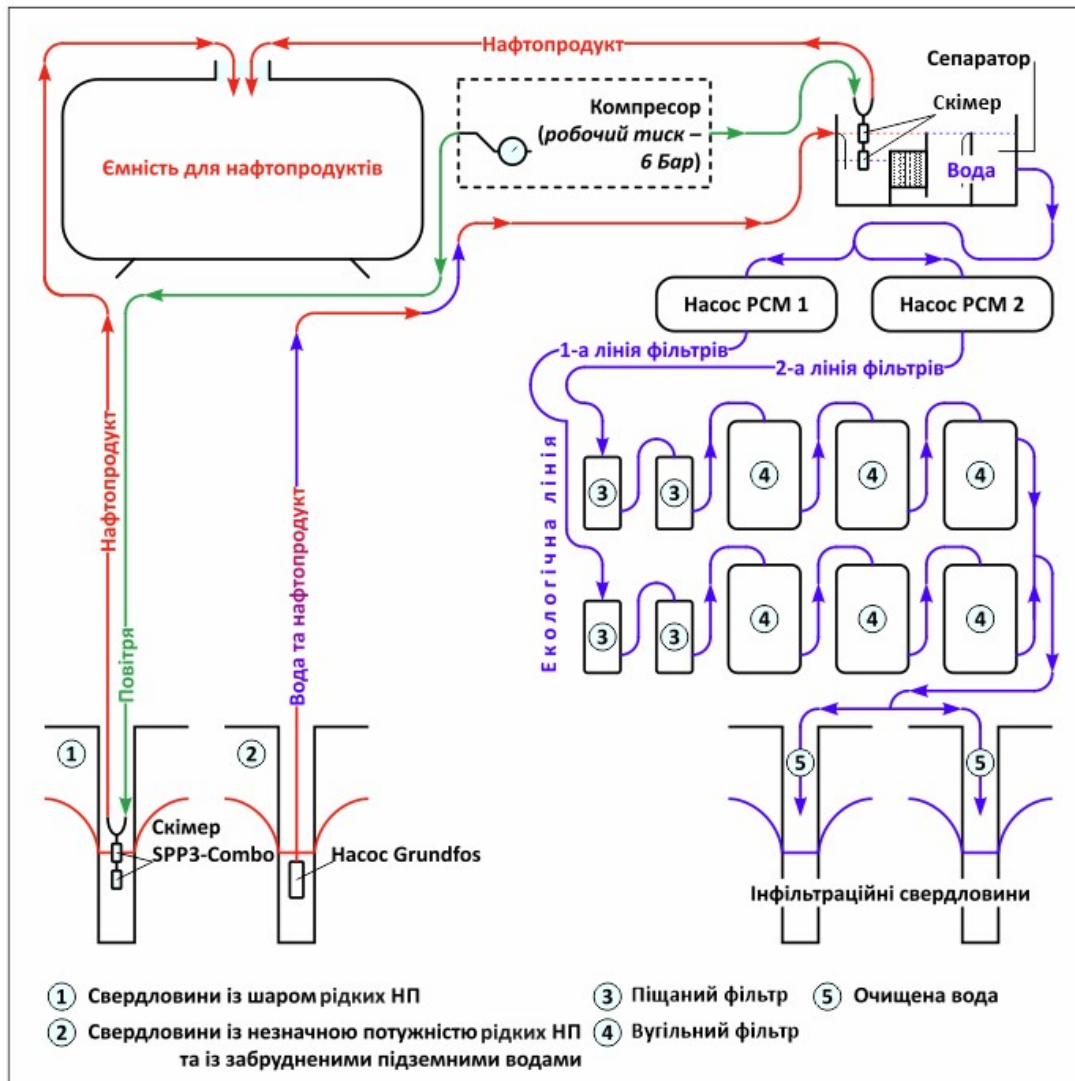 Нафтопродукт
Сепаратор
Скімер
Компресор
(робочий тиск –
6 Бар)
Ємність для нафтопродуктів
Вода
Насос РСМ 1
Насос РСМ 2
1-а лінія фільтрів
2-а лінія фільтрів
Екологічна лінія
3
3
4
4
4
3
3
4
4
4
Нафтопродукт
Повітря
Вода та нафтопродукт
1
2
5
5
Скімер
SPP3-Combo
Насос Grundfos
Інфільтраційні свердловини
1 Свердловини із шаром рідких НП
2 Свердловини із незначною потужністю рідких НП
та із забрудненими підземними водами
3 Піщаний фільтр
4 Вугільний фільтр
5 Очищена вода